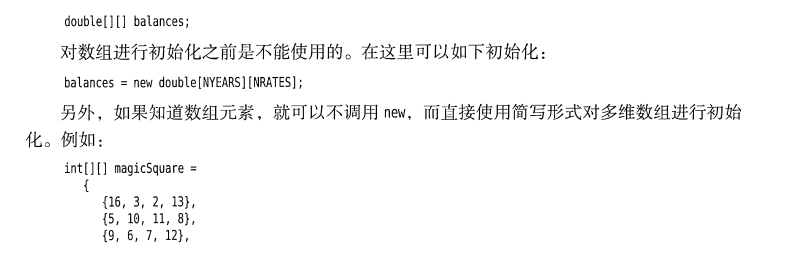 double[][] balances;
对数组进行初始化之前是不能使用的。在这里可以如下初始化：
balances = new double[NYEARS][NRATES];
另外，如果知道数组元素，就可以不调用 new，而直接使用简写形式对多维数组进行初始
化。例如：
int[][] magicSquare =
{
{16, 3, 2, 13},
{5, 10, 11, 8},
{9, 6, 7, 12},